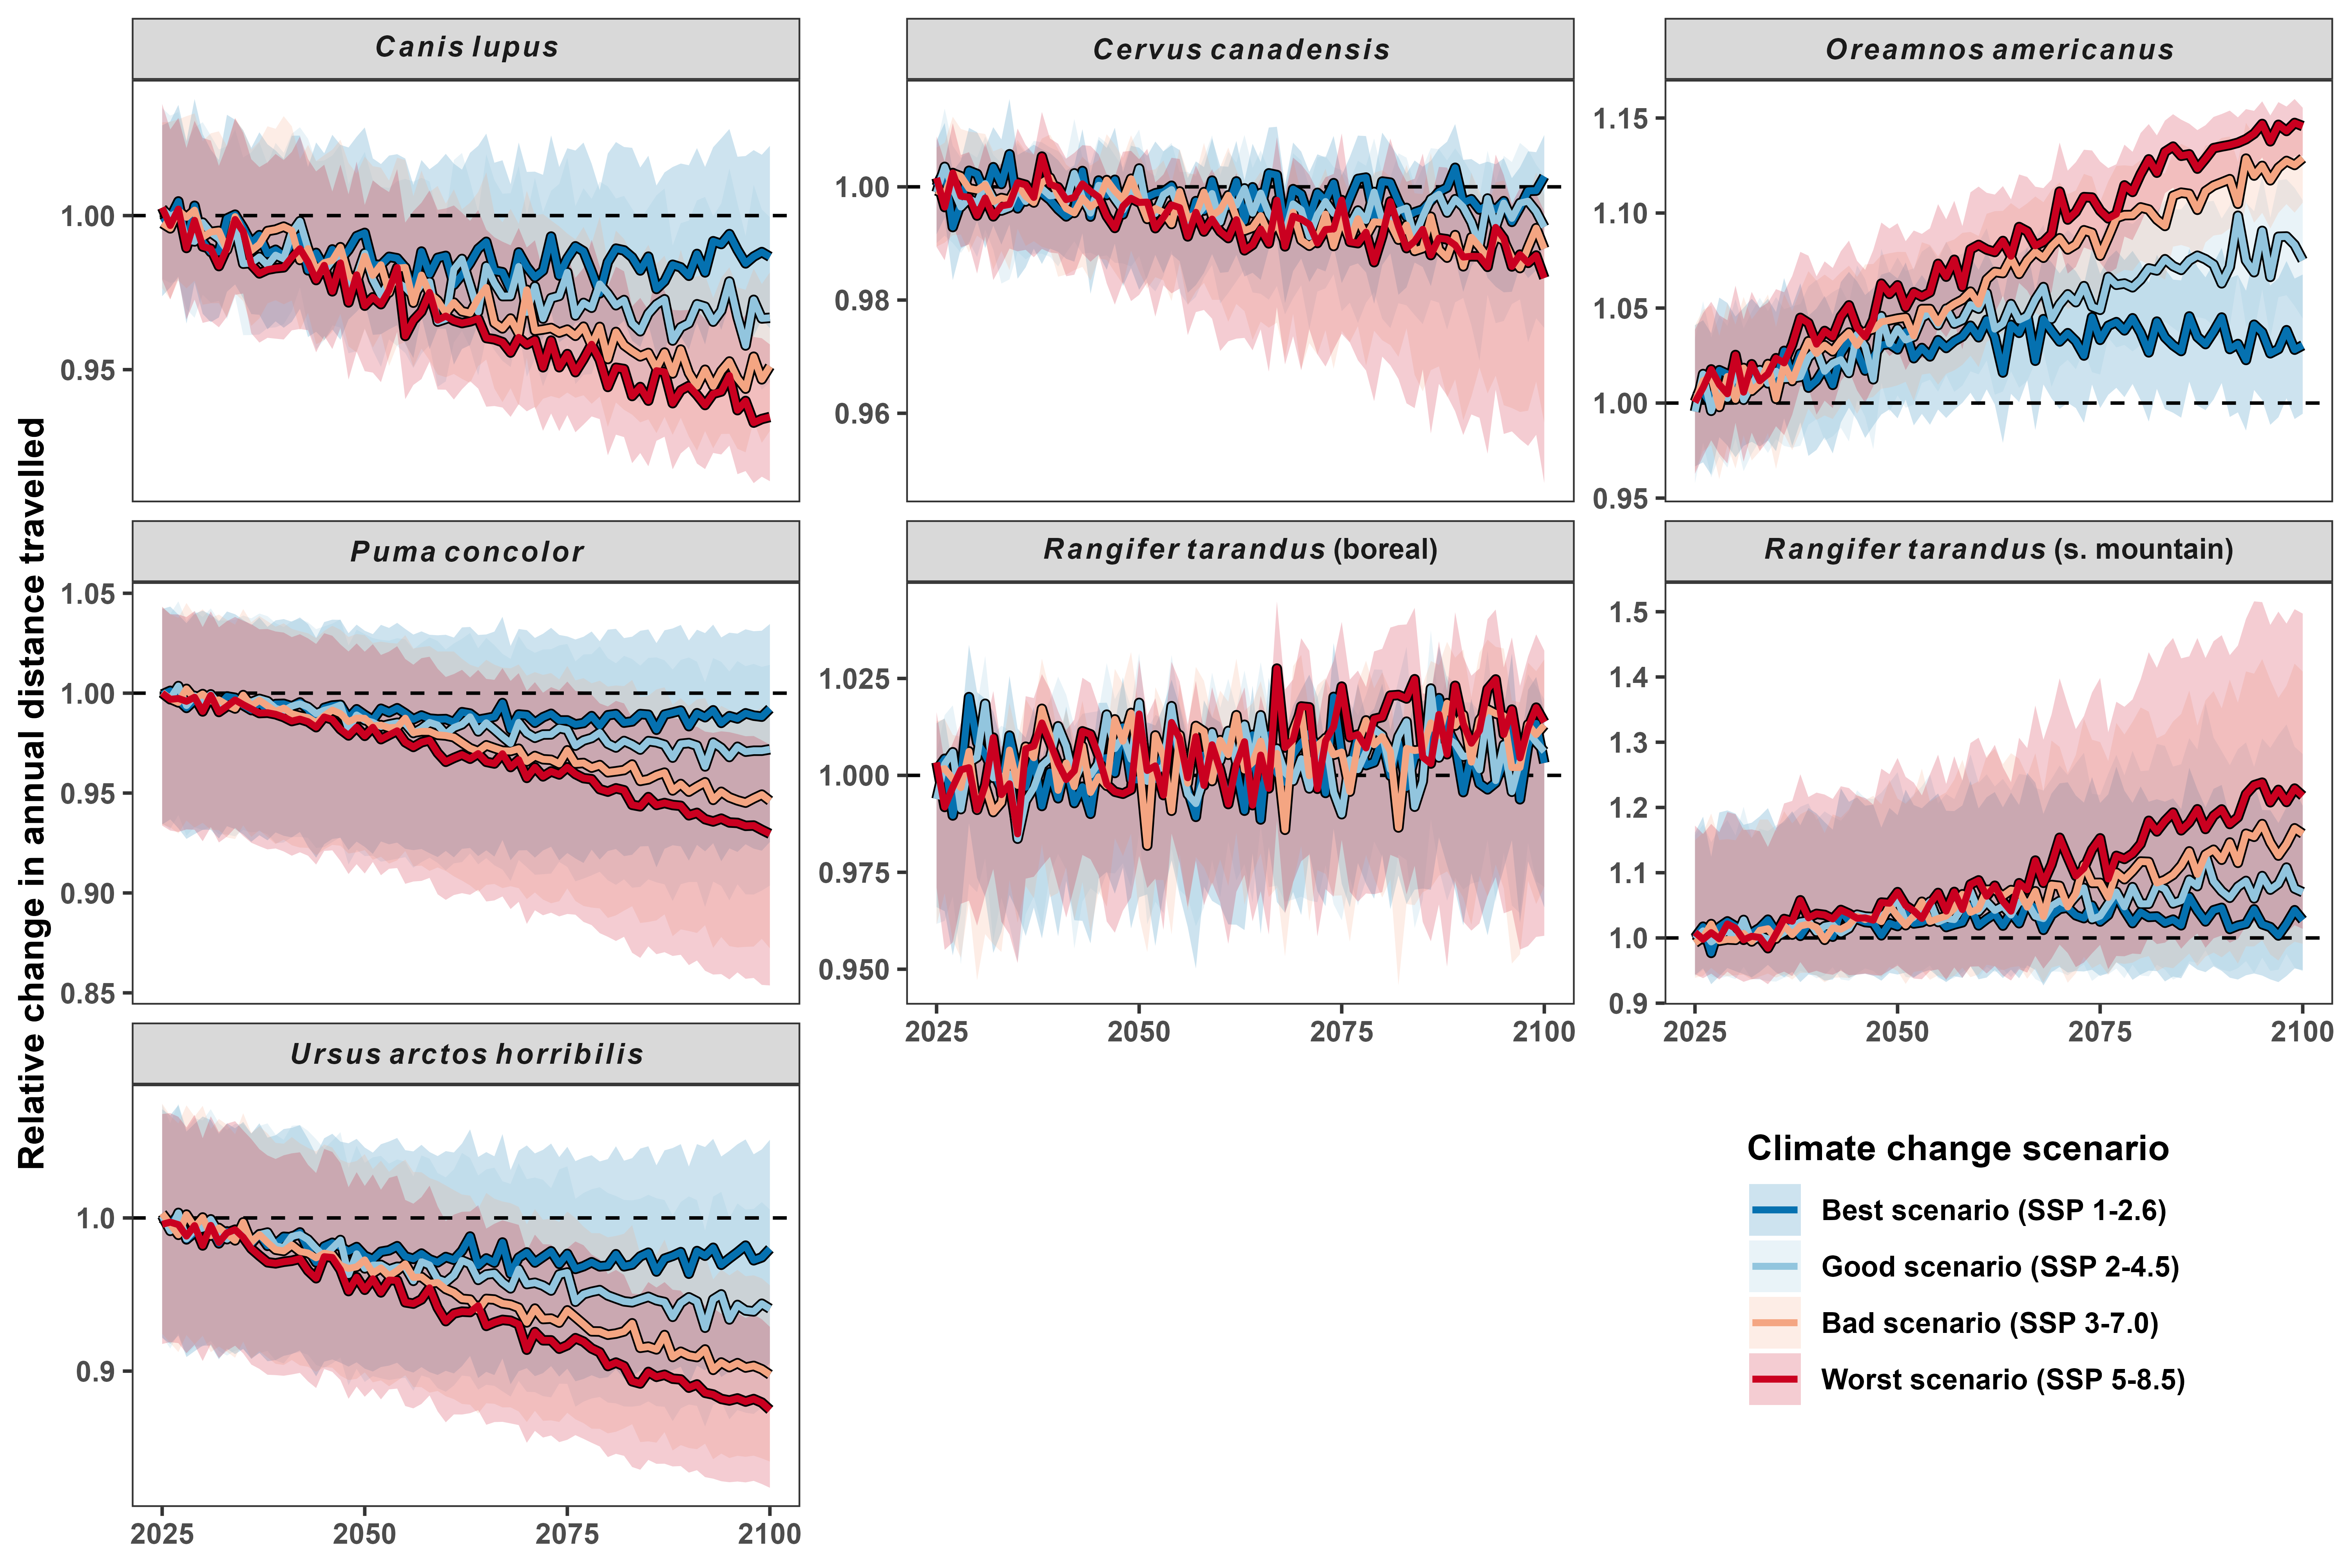 Relative change in annual distance travelled
Canis lupus
1.00
0.95
Cervus canadensis
1.00
0.98
0.96
Oreamnos americanus
1.15
1.10
1.05
1.00
0.95
Puma concolor
1.05
1.00
0.95
0.90
0.85
Rangifer tarandus (boreal)
1.025
1.000
0.975
0.950
2025 2050 2075 2100
Rangifer tarandus (s. mountain)
1.5
1.4
1.3
1.2
1.1
1.0
0.9
2025 2050 2075 2100
Ursus arctos horribilis
1.0
0.9
2025 2050 2075 2100
Climate change scenario
Best scenario (SSP 1-2.6)
Good scenario (SSP 2-4.5)
Bad scenario (SSP 3-7.0)
Worst scenario (SSP 5-8.5)